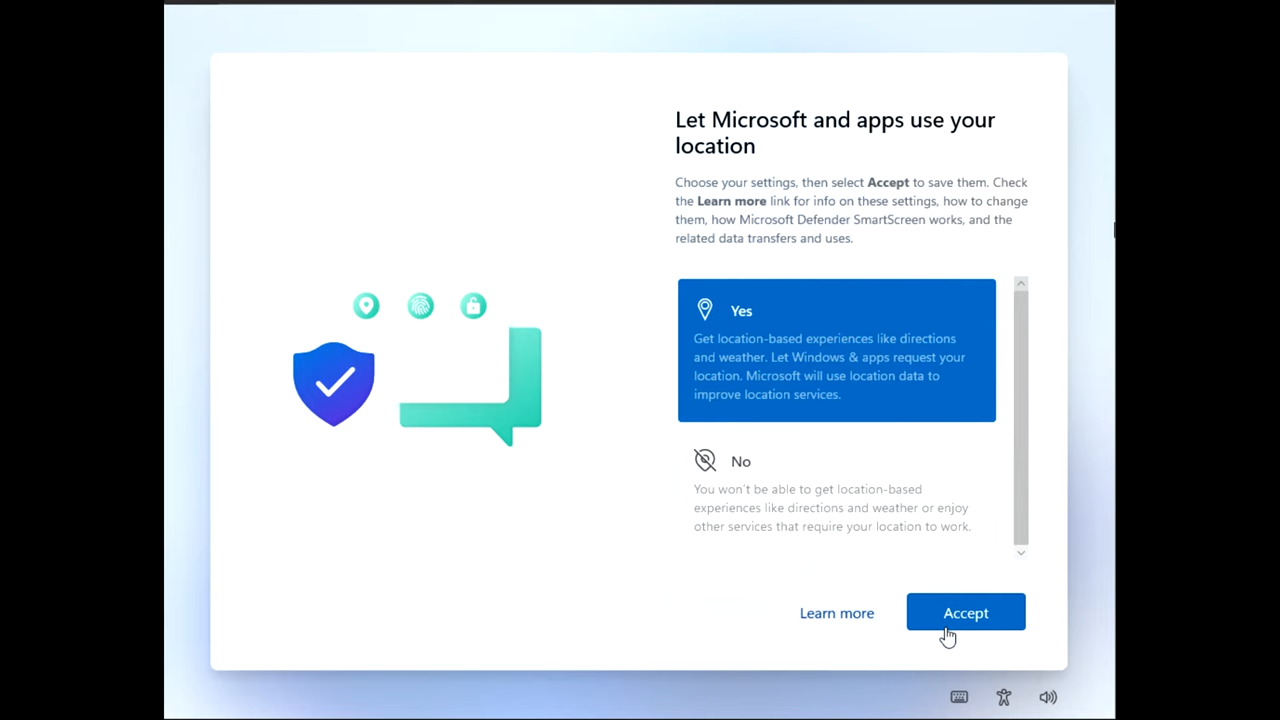 Let Microsoft and apps use your
location
Choose your settings, then select Accept to save them. Check
the Learn more link for info on these settings, how to change
them, how Microsoft Defender SmartScreen works, and the
related data transfers and uses.
Yes
Get location-based experiences like directions
and weather. Let Windows & apps request your
location. Microsoft will use location data to
improve location services.
No
You won't be able to get location-based
experiences like directions and weather or enjoy
other services that require your location to work.
Learn more
Accept